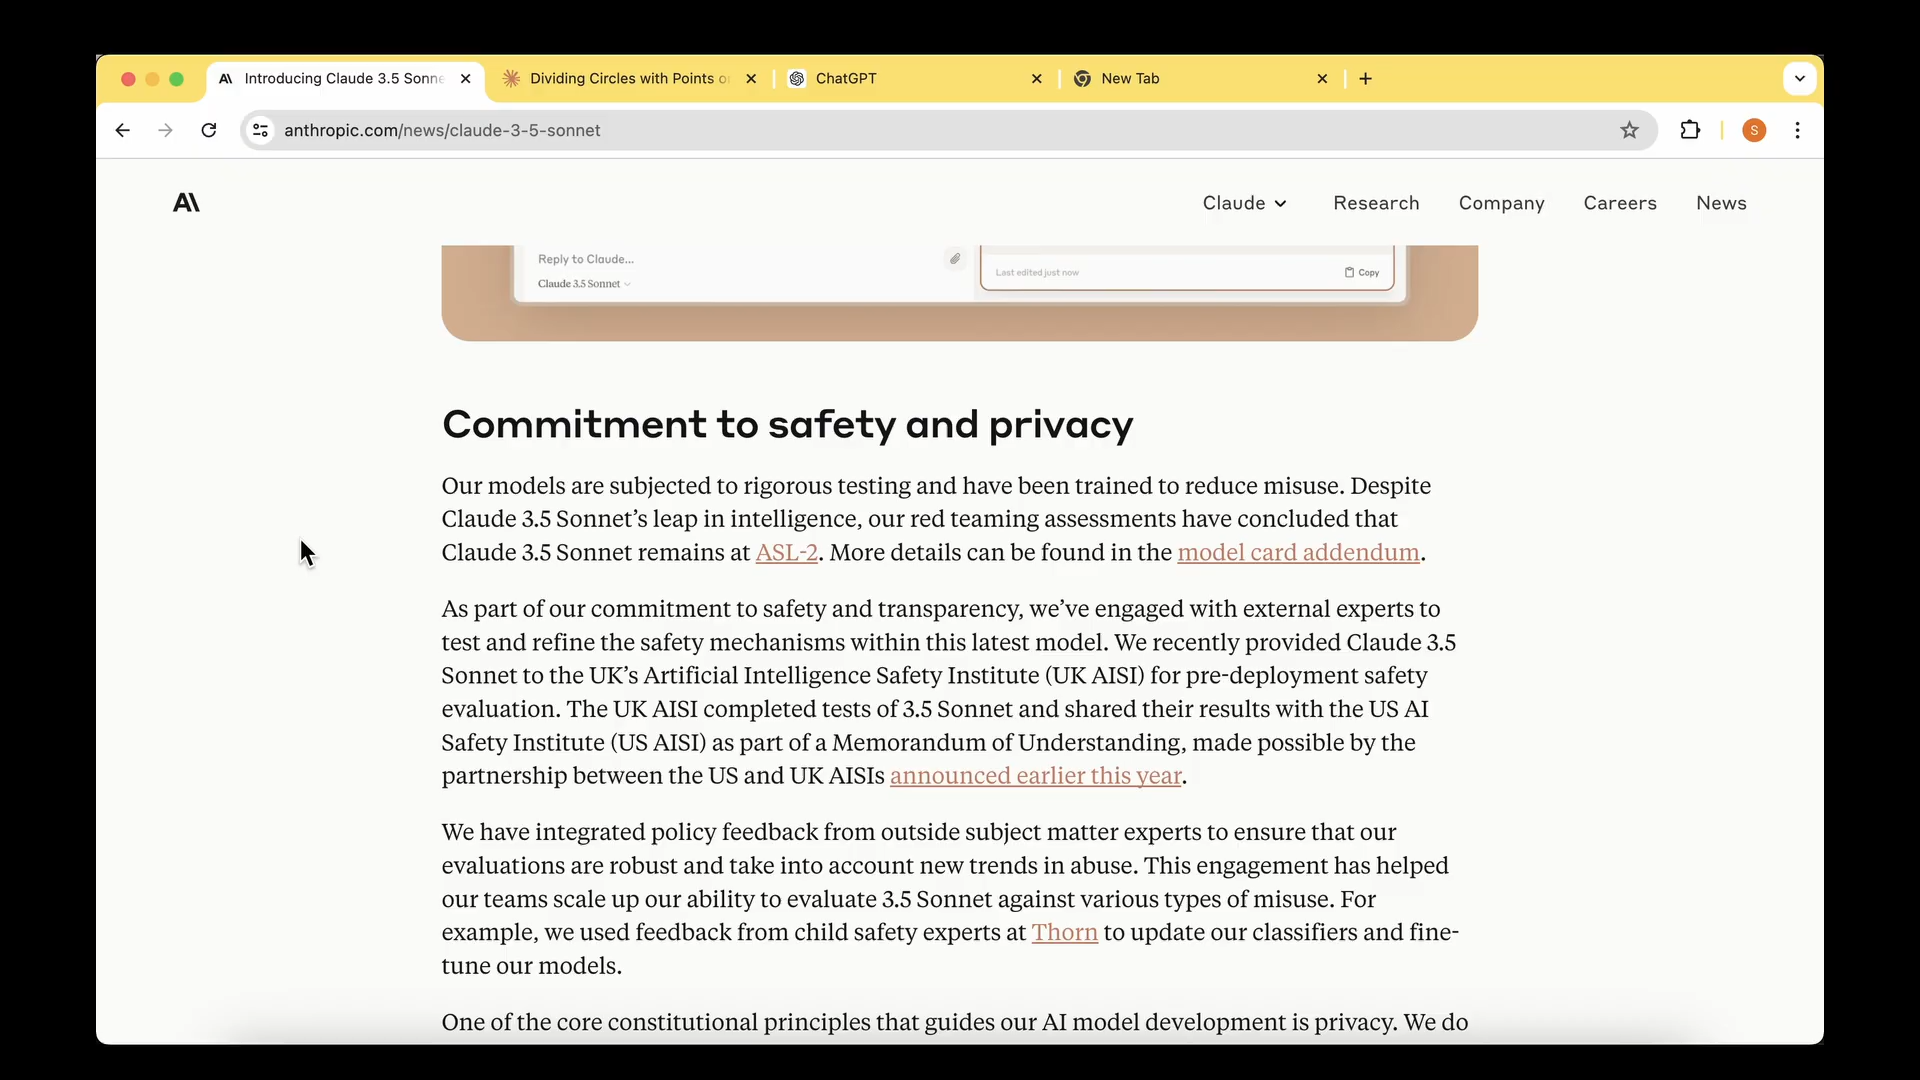 Introducing Claude 3.5 Sonne
Dividing Circles with Points o
ChatGPT
New Tab
anthropic.com/news/claude-3-5-sonnet
S
Claude
Research
Company
Careers
News
Reply to Claude...
Claude 3.5 Sonnet
Last edited just now
Copy
Commitment to safety and privacy
Our models are subjected to rigorous testing and have been trained to reduce misuse. Despite
Claude 3.5 Sonnet’s leap in intelligence, our red teaming assessments have concluded that
Claude 3.5 Sonnet remains at ASL-2. More details can be found in the model card addendum.
As part of our commitment to safety and transparency, we’ve engaged with external experts to
test and refine the safety mechanisms within this latest model. We recently provided Claude 3.5
Sonnet to the UK’s Artificial Intelligence Safety Institute (UK AISI) for pre-deployment safety
evaluation. The UK AISI completed tests of 3.5 Sonnet and shared their results with the US AI
Safety Institute (US AISI) as part of a Memorandum of Understanding, made possible by the
partnership between the US and UK AISIs announced earlier this year.
We have integrated policy feedback from outside subject matter experts to ensure that our
evaluations are robust and take into account new trends in abuse. This engagement has helped
our teams scale up our ability to evaluate 3.5 Sonnet against various types of misuse. For
example, we used feedback from child safety experts at Thorn to update our classifiers and fine-
tune our models.
One of the core constitutional principles that guides our AI model development is privacy. We do